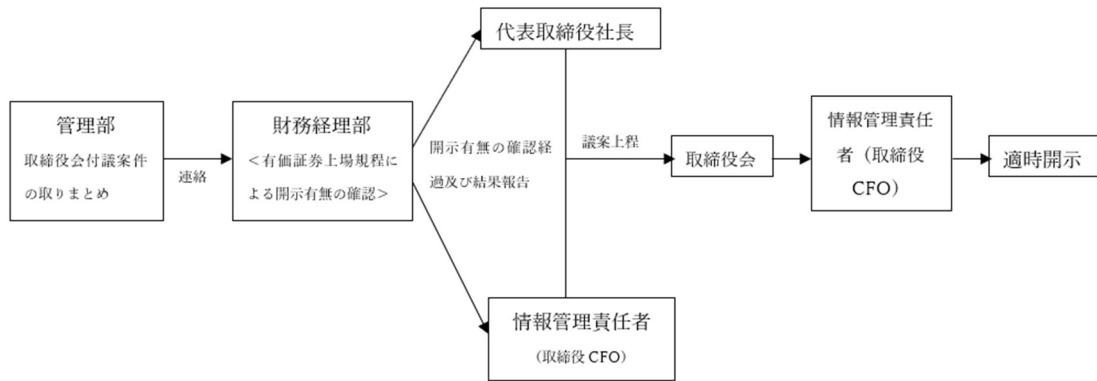 代表取締役社長
管理部
取締役会付議案件
の取りまとめ
連絡
財務経理部
<有価証券上場規程に
よる開示有無の確認>
開示有無の確認経
過及び結果報告
議案上程
取締役会
情報管理責任
者（取締役
CFO）
適時開示
情報管理責任者
（取締役 CFO）